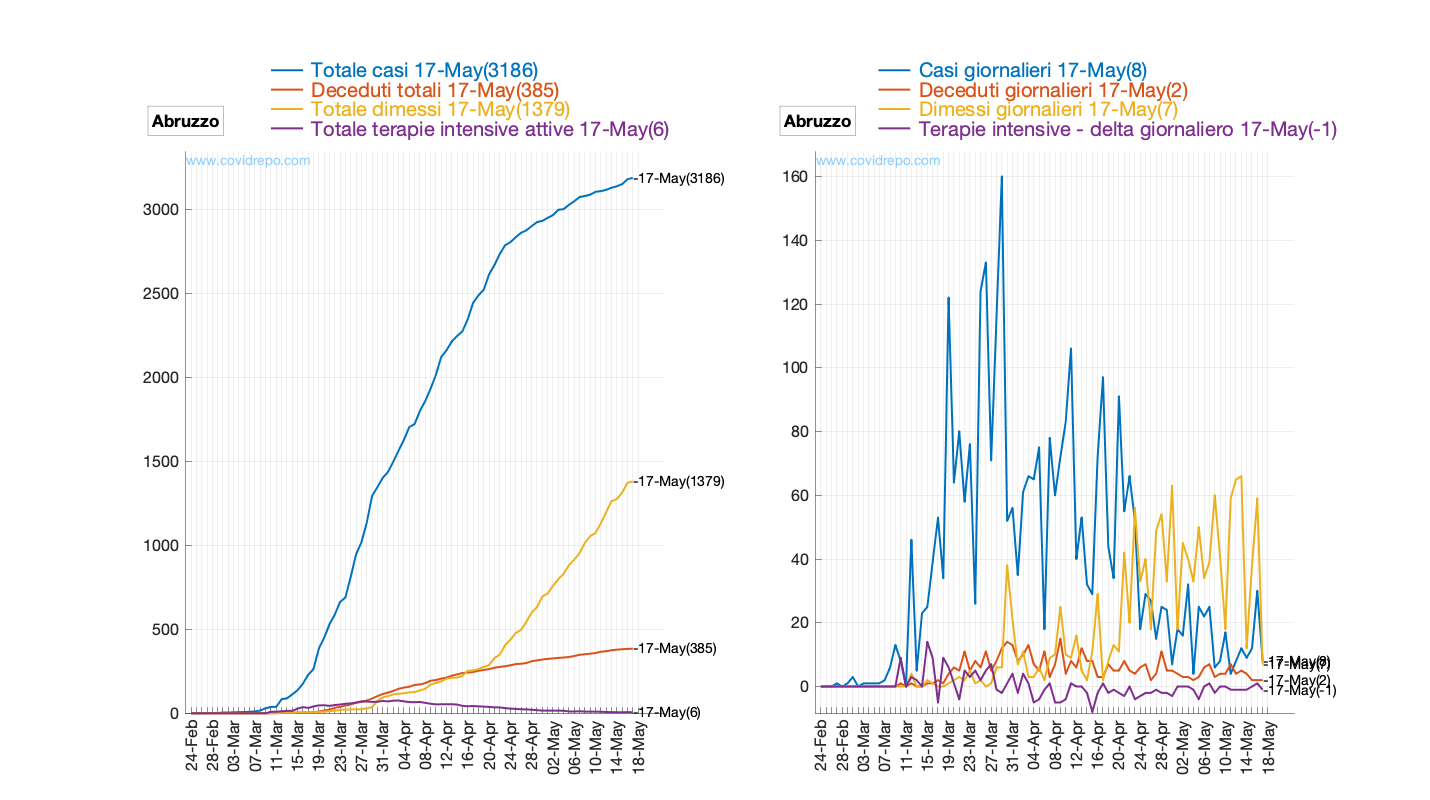 Totale casi 17-May(3186)
Deceduti totali 17-May(385)
Totale dimessi 17-May(1379)
Totale terapie intensive attive 17-May(6)
Abruzzo
www.covidrepo.com
3000
2500
2000
1500
1000
500
0
-17-May(3186)
-17-May(1379)
-17-May(385)
-17-May(6)
24-Feb
28-Feb
03-Mar
07-Mar
11-Mar
15-Mar
19-Mar
23-Mar
27-Mar
31-Mar
04-Apr
08-Apr
12-Apr
16-Apr
20-Apr
24-Apr
28-Apr
02-May
06-May
10-May
14-May
18-May
Casi giornalieri 17-May(8)
Deceduti giornalieri 17-May(2)
Dimessi giornalieri 17-May(7)
Terapie intensive - delta giornaliero 17-May(-1)
Abruzzo
www.covidrepo.com
160
140
120
100
80
60
40
20
0
-17-May(8)
-17-May(7)
-17-May(2)
-17-May(-1)
24-Feb
28-Feb
03-Mar
07-Mar
11-Mar
15-Mar
19-Mar
23-Mar
27-Mar
31-Mar
04-Apr
08-Apr
12-Apr
16-Apr
20-Apr
24-Apr
28-Apr
02-May
06-May
10-May
14-May
18-May